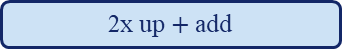 2x up + add